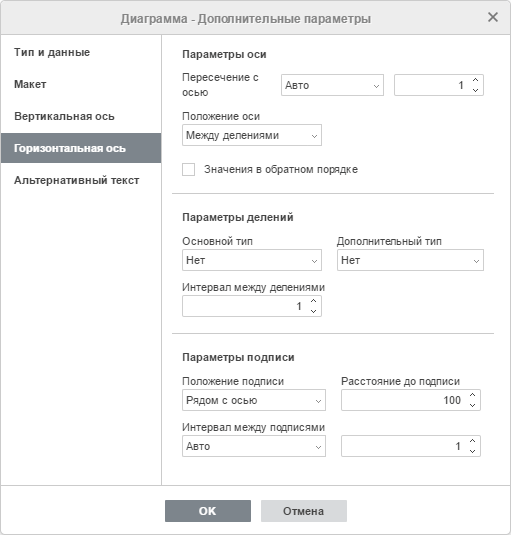 Диаграмма - Дополнительные параметры
Тип и данные
Макет
Вертикальная ось
Горизонтальная ось
Альтернативный текст
Параметры оси
Пересечение с осью
Авто
1
Положение оси
Между делениями
Значения в обратном порядке
Параметры делений
Основной тип
Дополнительный тип
Нет
Нет
Интервал между делениями
1
Параметры подписи
Положение подписи
Расстояние до подписи
Рядом с осью
100
Интервал между подписями
Авто
1
OK
Отмена